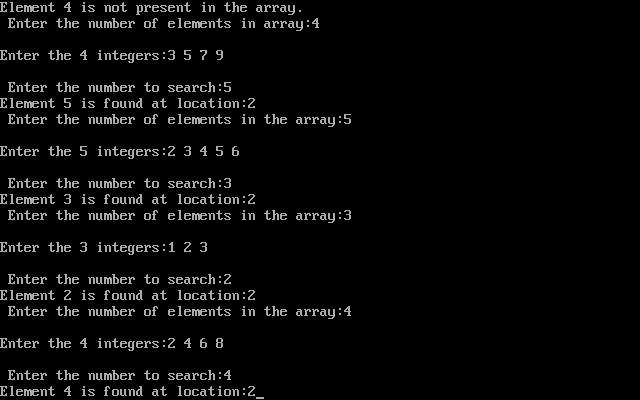 Element 4 is not present in the array.
Enter the number of elements in array:4
Enter the 4 integers:3 5 7 9
Enter the number to search:5
Element 5 is found at location:2
Enter the number of elements in the array:5
Enter the 5 integers:2 3 4 5 6
Enter the number to search:3
Element 3 is found at location:2
Enter the number of elements in the array:3
Enter the 3 integers:1 2 3
Enter the number to search:2
Element 2 is found at location:2
Enter the number of elements in the array:4
Enter the 4 integers:2 4 6 8
Enter the number to search:4
Element 4 is found at location:2_